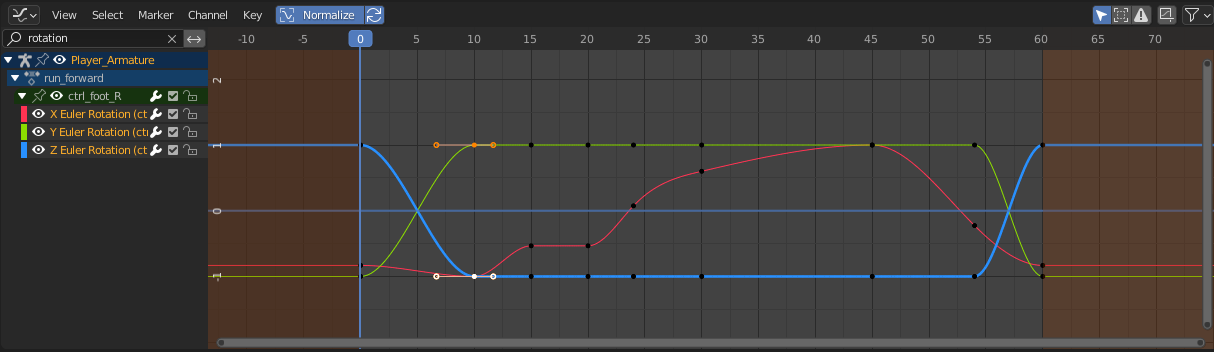 View Select Marker Channel Key Normalize
rotation
-10 -5 0 5 10 15 20 25 30 35 40 45 50 55 60 65 70
Player_Armature
run_forward
ctrl_foot_R
X Euler Rotation (ct
Y Euler Rotation (ct
Z Euler Rotation (ct
2
1
0
-1